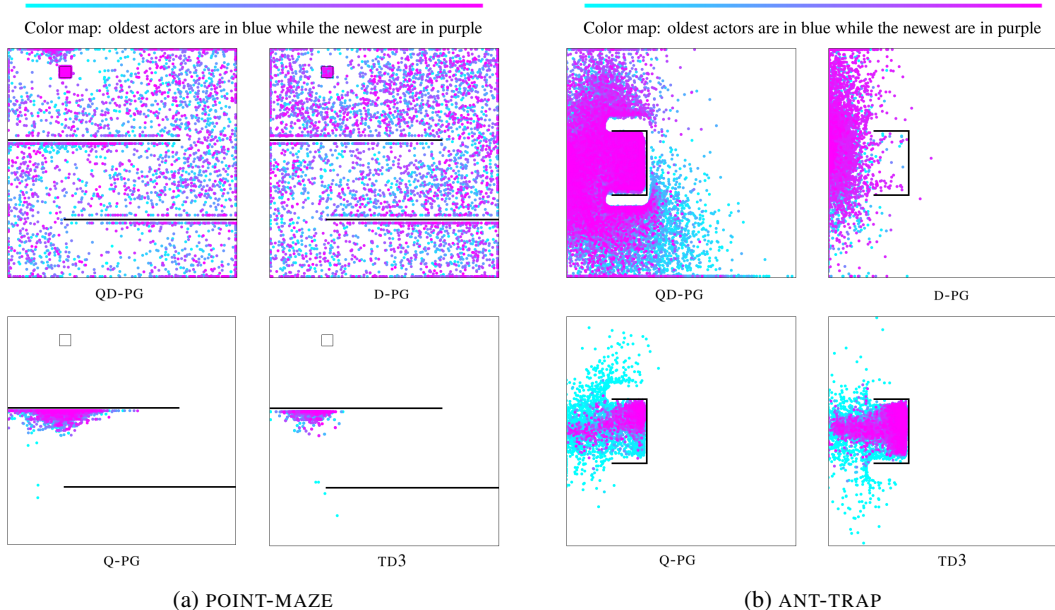 Color map: oldest actors are in blue while the newest are in purple
Color map: oldest actors are in blue while the newest are in purple
QD-PG
D-PG
QD-PG
D-PG
Q-PG
TD3
Q-PG
TD3
(a) POINT-MAZE
(b) ANT-TRAP